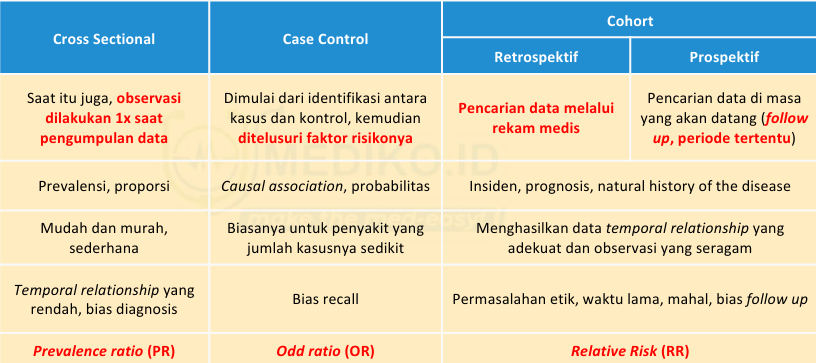 Cross Sectional
Case Control
Cohort
Retrospektif
Prospektif
Saat itu juga, observasi
dilakukan 1x saat
pengumpulan data
Dimulai dari identifikasi antara
kasus dan kontrol, kemudian
ditelusuri faktor risikonya
Pencarian data melalui
rekam medis
Pencarian data di masa
yang akan datang (follow
up, periode tertentu)
Prevalensi, proporsi
Causal association, probabilitas
Insiden, prognosis, natural history of the disease
Mudah dan murah,
sederhana
Biasanya untuk penyakit yang
jumlah kasusnya sedikit
Menghasilkan data temporal relationship yang
adekuat dan observasi yang seragam
Temporal relationship yang
rendah, bias diagnosis
Bias recall
Permasalahan etik, waktu lama, mahal, bias follow up
Prevalence ratio (PR)
Odd ratio (OR)
Relative Risk (RR)
MEDIKO.ID
make the med-easy!